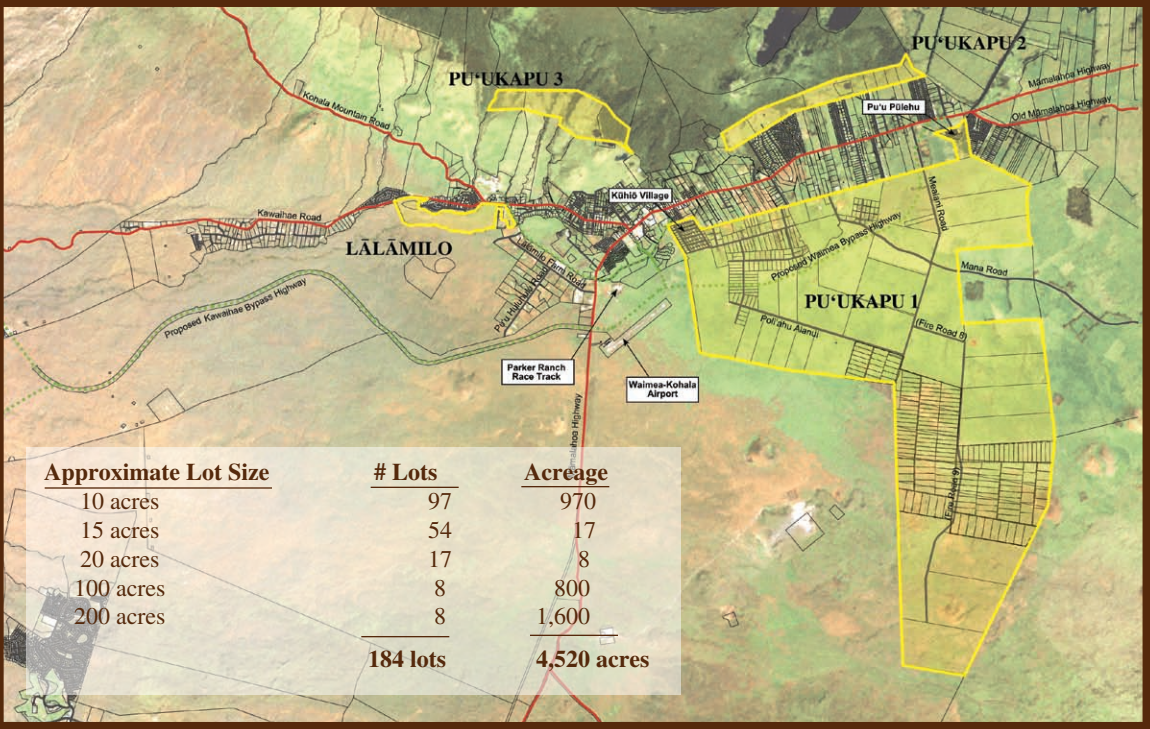 PU‘UKAPU 2
PU‘UKAPU 3
Māmalahoa Highway
Kohala Mountain Road
Pu‘u Pūlehu
Old Māmalahoa Highway
Kūhiō Village
Kawaihae Road
LĀLĀMILO
Lālāmilo Farm Road
Pu‘u Huluhulu Road
Proposed Waimea Bypass Highway
Mana Road
Proposed Kawaihae Bypass Highway
PU‘UKAPU 1
Poli‘ahu Alanui
(Fire Road 8)
Parker Ranch
Race Track
Waimea-Kohala
Airport
Māmalahoa Highway
(Fire Road 9)
Approximate Lot Size # Lots Acreage
10 acres 97 970
15 acres 54 17
20 acres 17 8
100 acres 8 800
200 acres 8 1,600
184 lots 4,520 acres